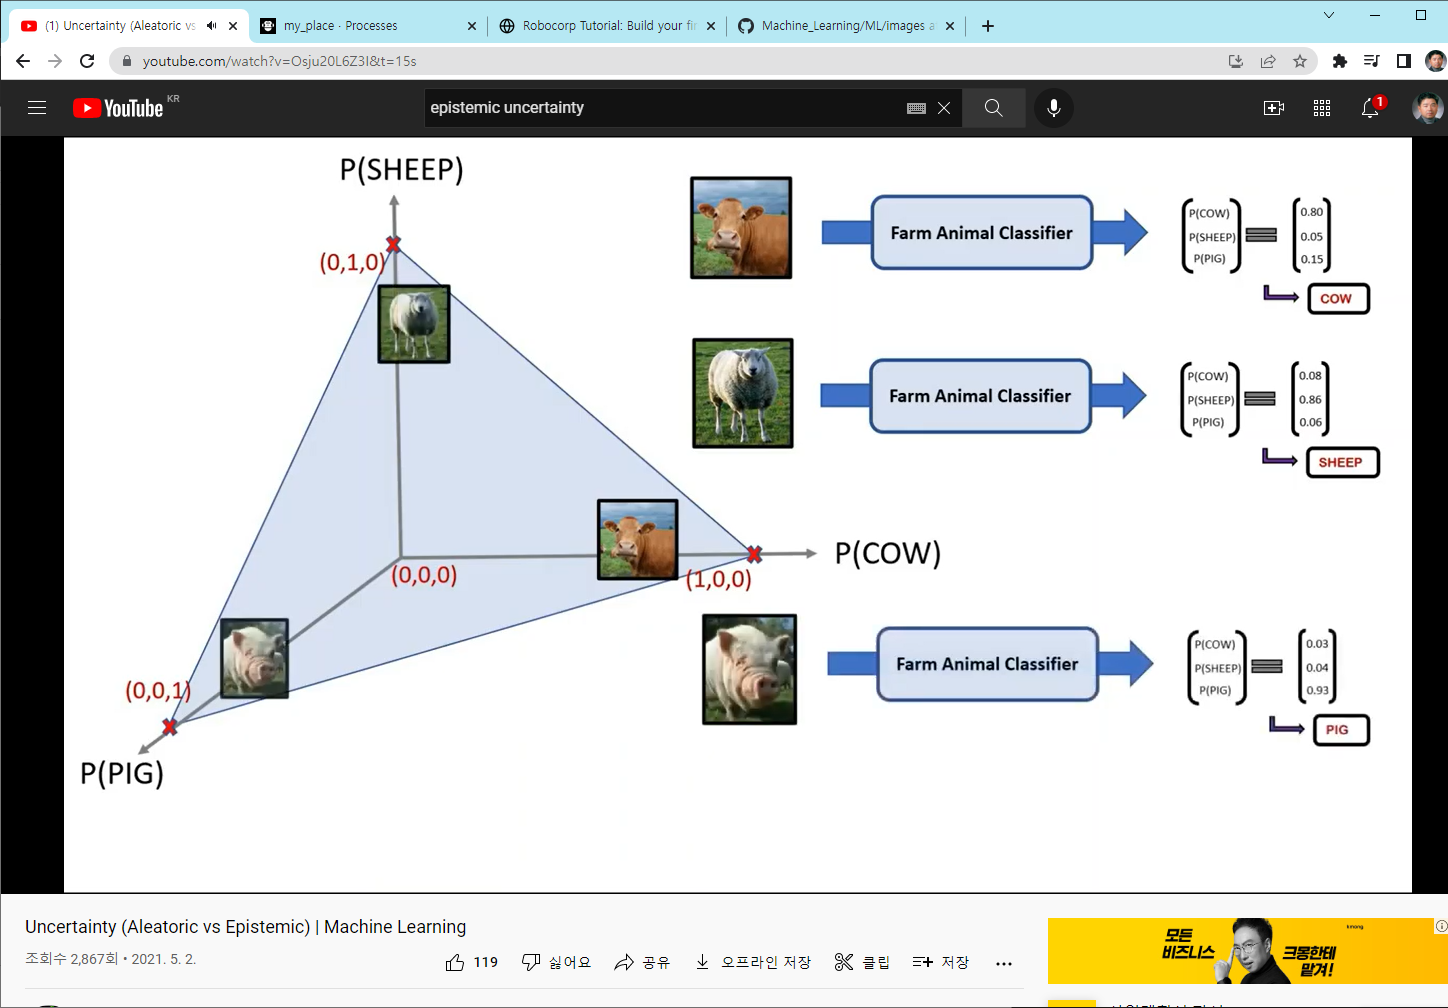 (1) Uncertainty (Aleatoric vs
my_place · Processes
Robocorp Tutorial: Build your fir
Machine_Learning/ML/images a
youtube.com/watch?v=Osju20L6Z3I&t=15s
YouTube KR
epistemic uncertainty
1
P(SHEEP)
(0,1,0)
(0,0,0)
P(COW)
(1,0,0)
(0,0,1)
P(PIG)
Farm Animal Classifier
P(COW)
P(SHEEP)
P(PIG)
0.80
0.05
0.15
COW
Farm Animal Classifier
P(COW)
P(SHEEP)
P(PIG)
0.08
0.86
0.06
SHEEP
Farm Animal Classifier
P(COW)
P(SHEEP)
P(PIG)
0.03
0.04
0.93
PIG
Uncertainty (Aleatoric vs Epistemic) | Machine Learning
조회수 2,867회 • 2021. 5. 2.
119
싫어요
공유
오프라인 저장
클립
저장
모든
비즈니스
크몽한테
맡겨!
kmong